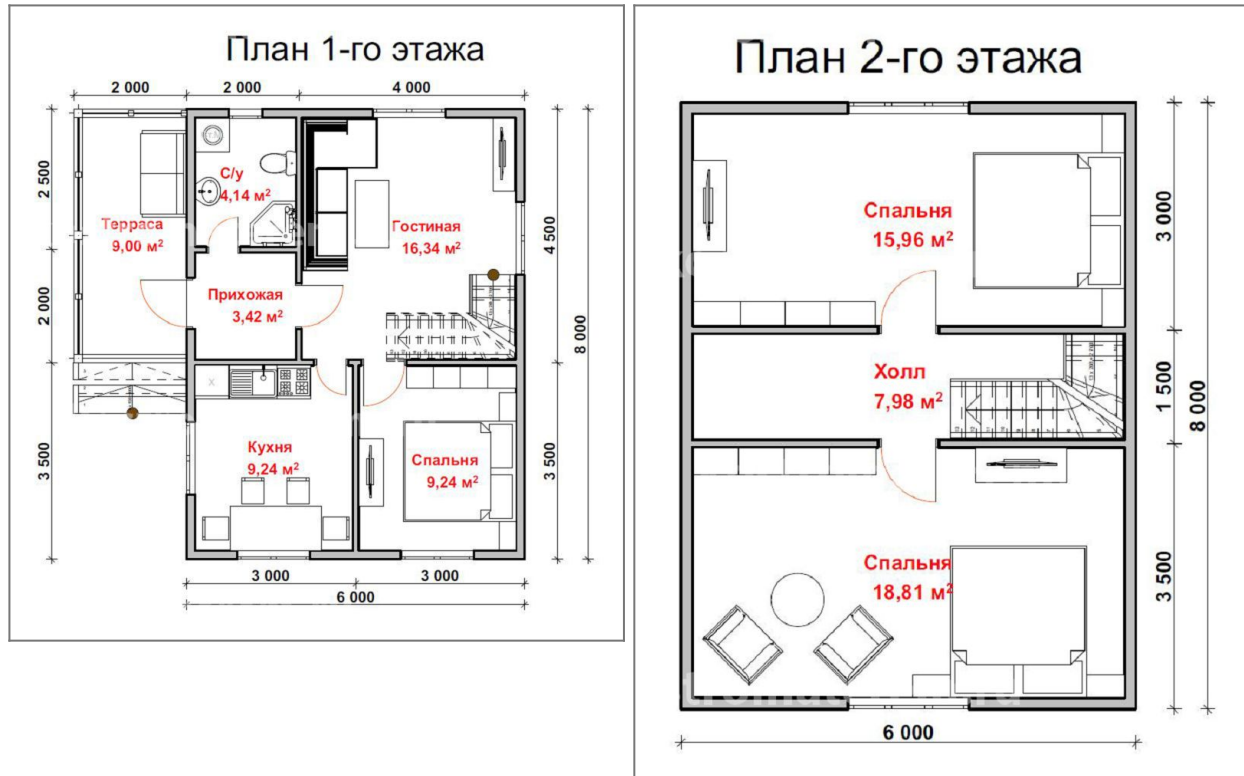 План 1-го этажа
2 000
2 000
4 000
2 500
2 000
3 500
С/у
4,14 м²
Терраса
9,00 м²
Гостиная
16,34 м²
Прихожая
3,42 м²
Кухня
9,24 м²
Спальня
9,24 м²
4 500
3 500
8 000
3 000
3 000
6 000
План 2-го этажа
Спальня
15,96 м²
Холл
7,98 м²
Спальня
18,81 м²
3 000
1 500
3 500
8 000
6 000